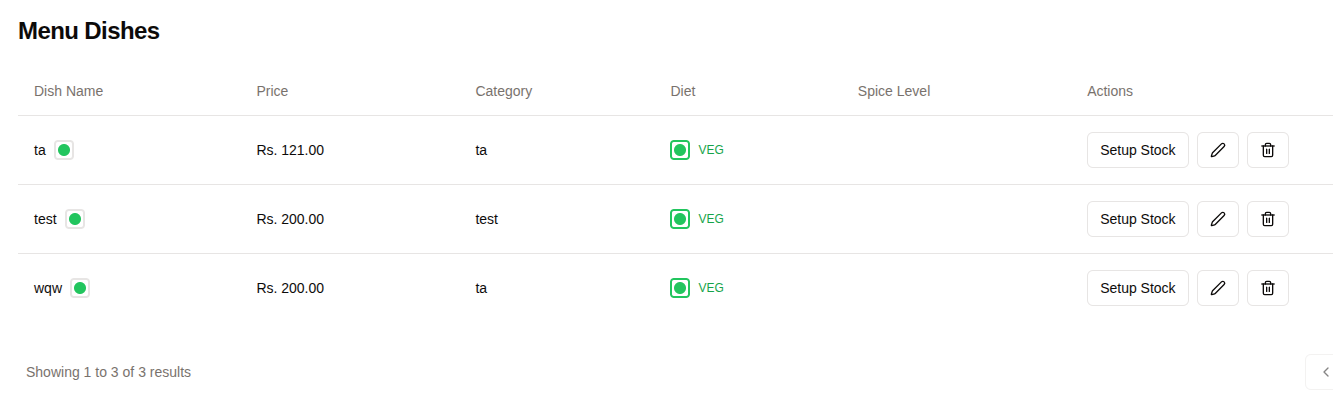 Menu Dishes
Dish Name Price Category Diet Spice Level Actions
ta Rs. 121.00 ta VEG Setup Stock
test Rs. 200.00 test VEG Setup Stock
wqw Rs. 200.00 ta VEG Setup Stock
Showing 1 to 3 of 3 results